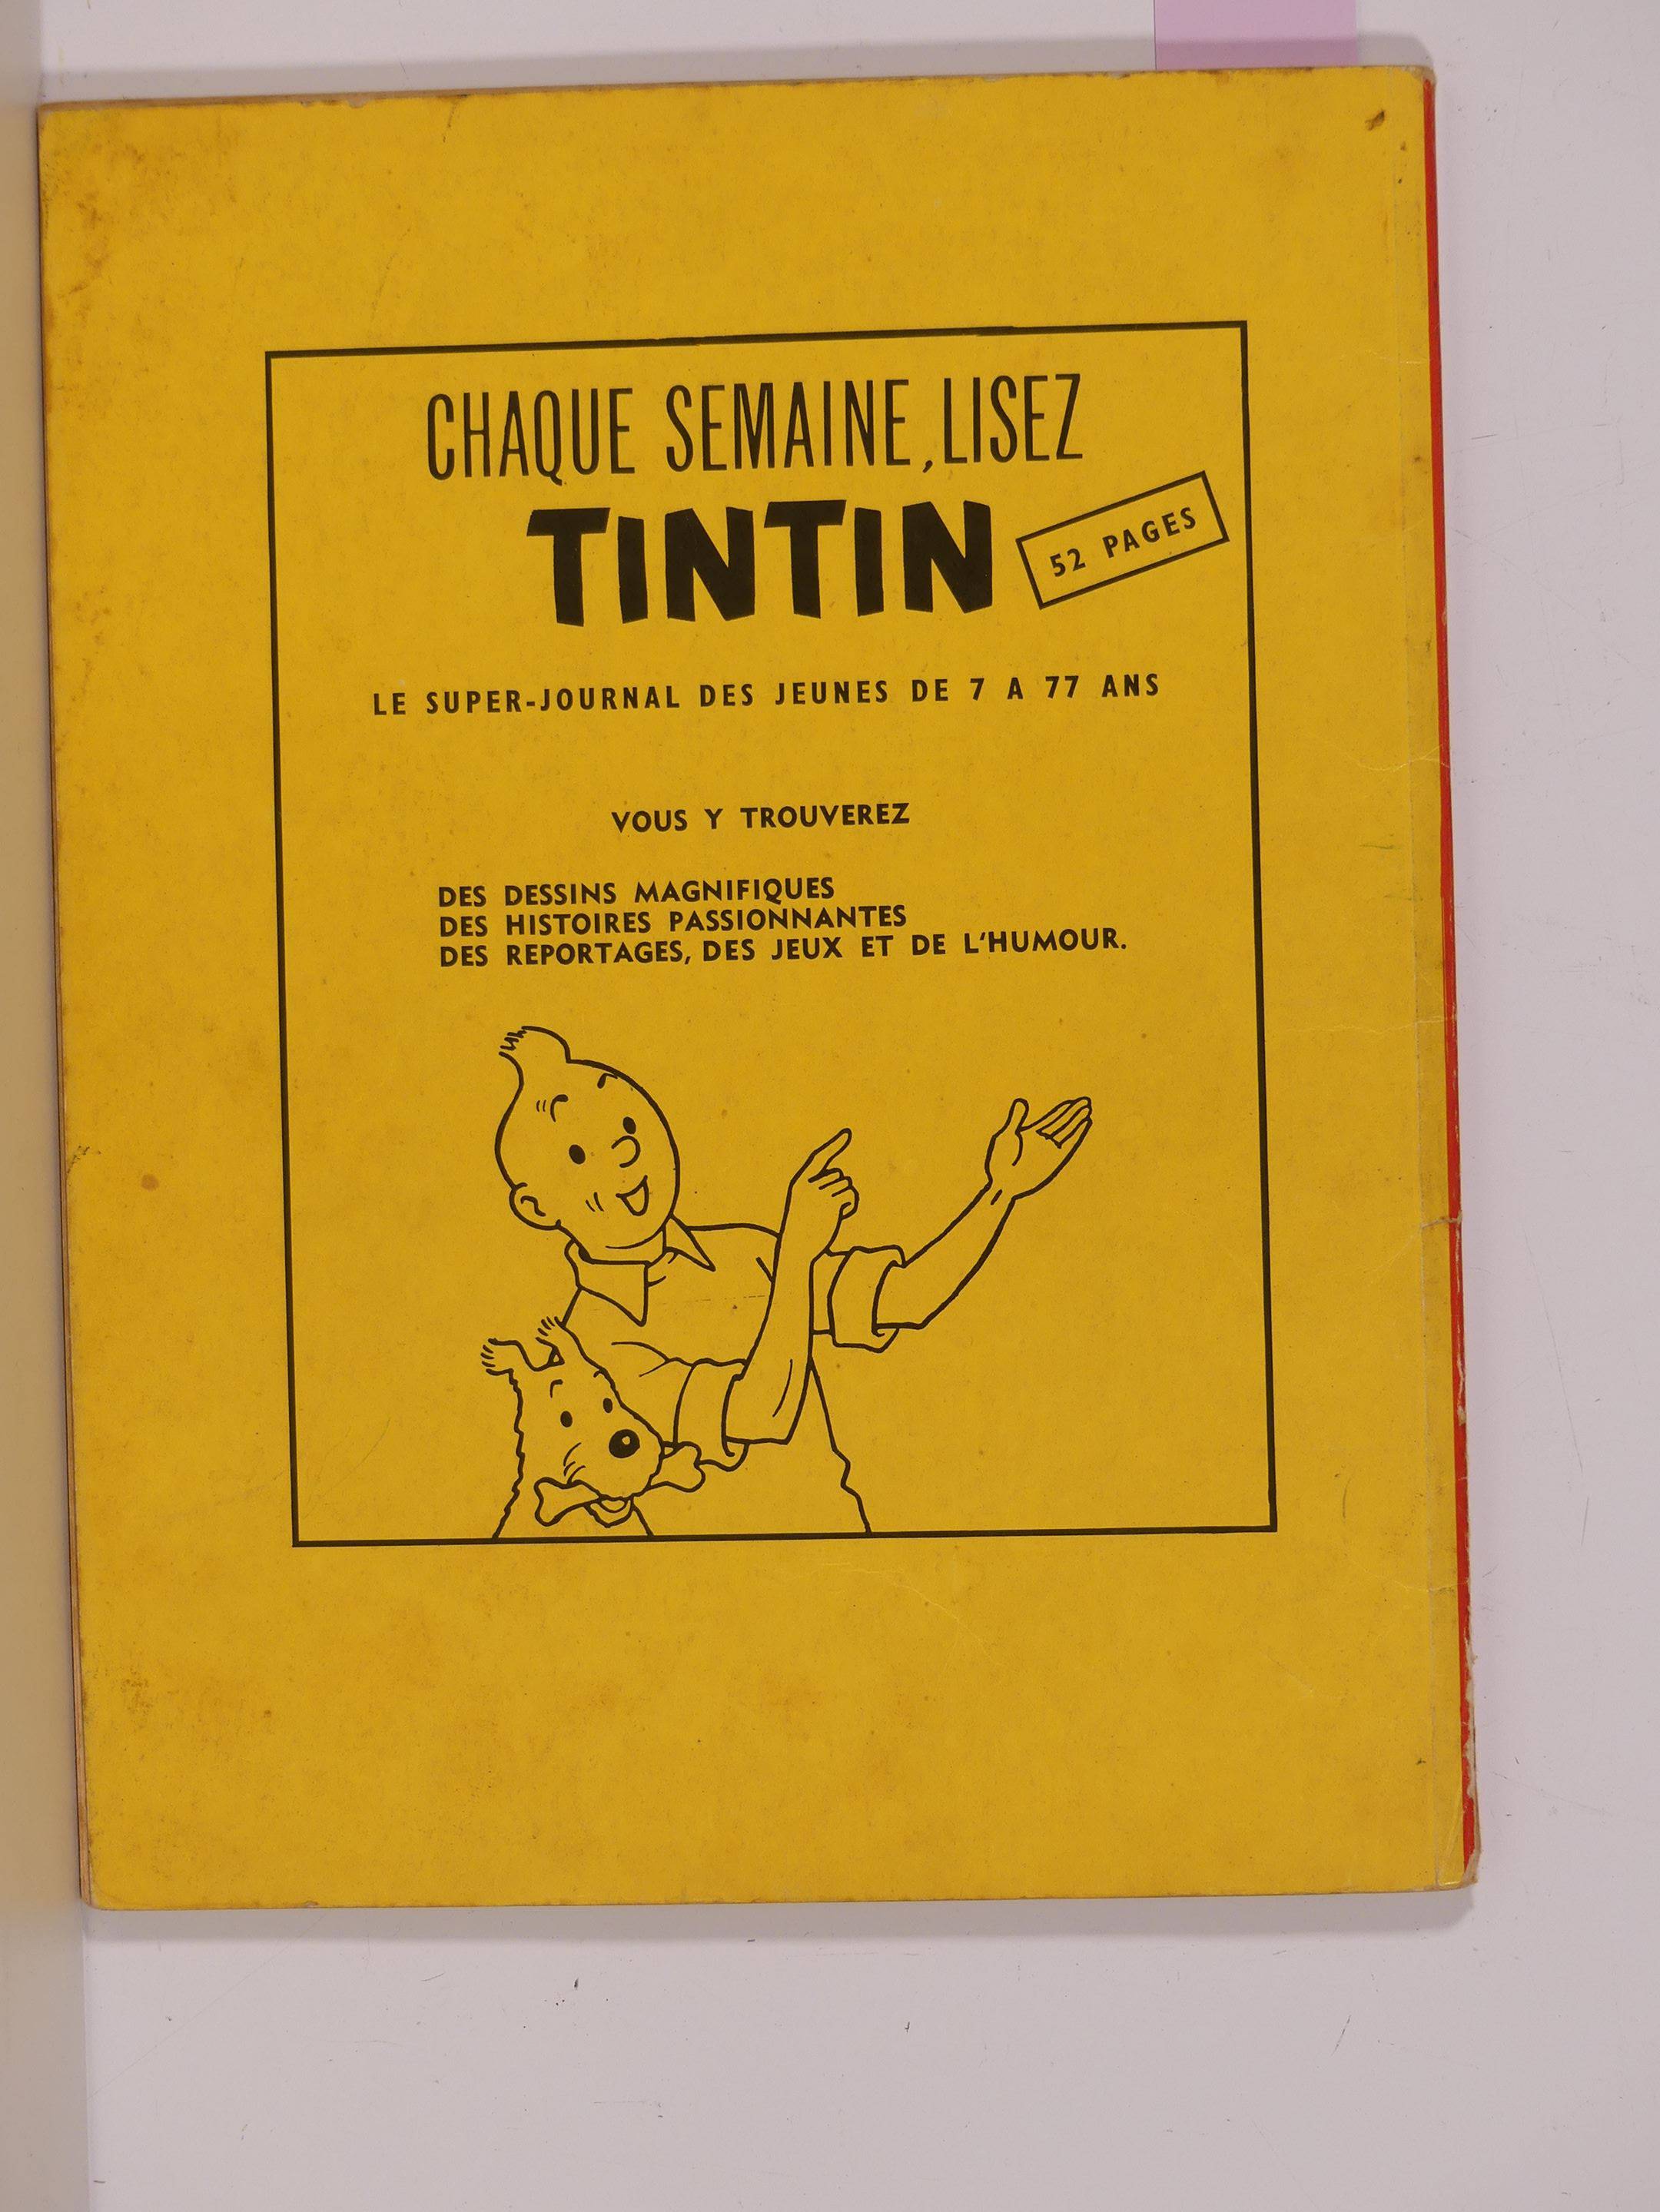 CHAQUE SEMAINE, LISEZ
TINTIN
52 PAGES
LE SUPER-JOURNAL DES JEUNES DE 7 A 77 ANS
VOUS Y TROUVEREZ
DES DESSINS MAGNIFIQUES
DES HISTOIRES PASSIONNANTES
DES REPORTAGES, DES JEUX ET DE L'HUMOUR.